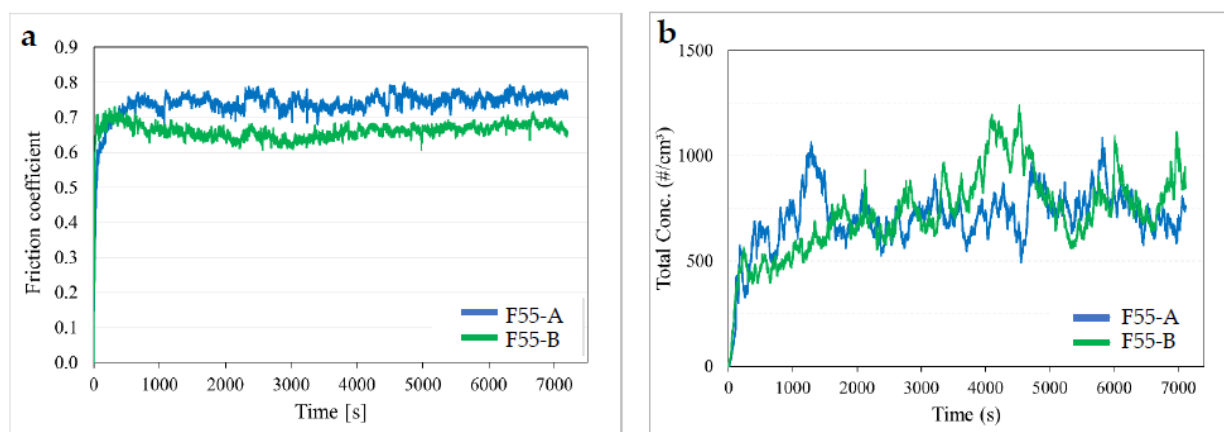 a
Friction coefficient
0.9
0.8
0.7
0.6
0.5
0.4
0.3
0.2
0.1
0.0
0 1000 2000 3000 4000 5000 6000 7000
Time [s]
F55-A
F55-B
b
Total Conc. (#/cm³)
1500
1000
750
500
0
0 1000 2000 3000 4000 5000 6000 7000
Time (s)
F55-A
F55-B